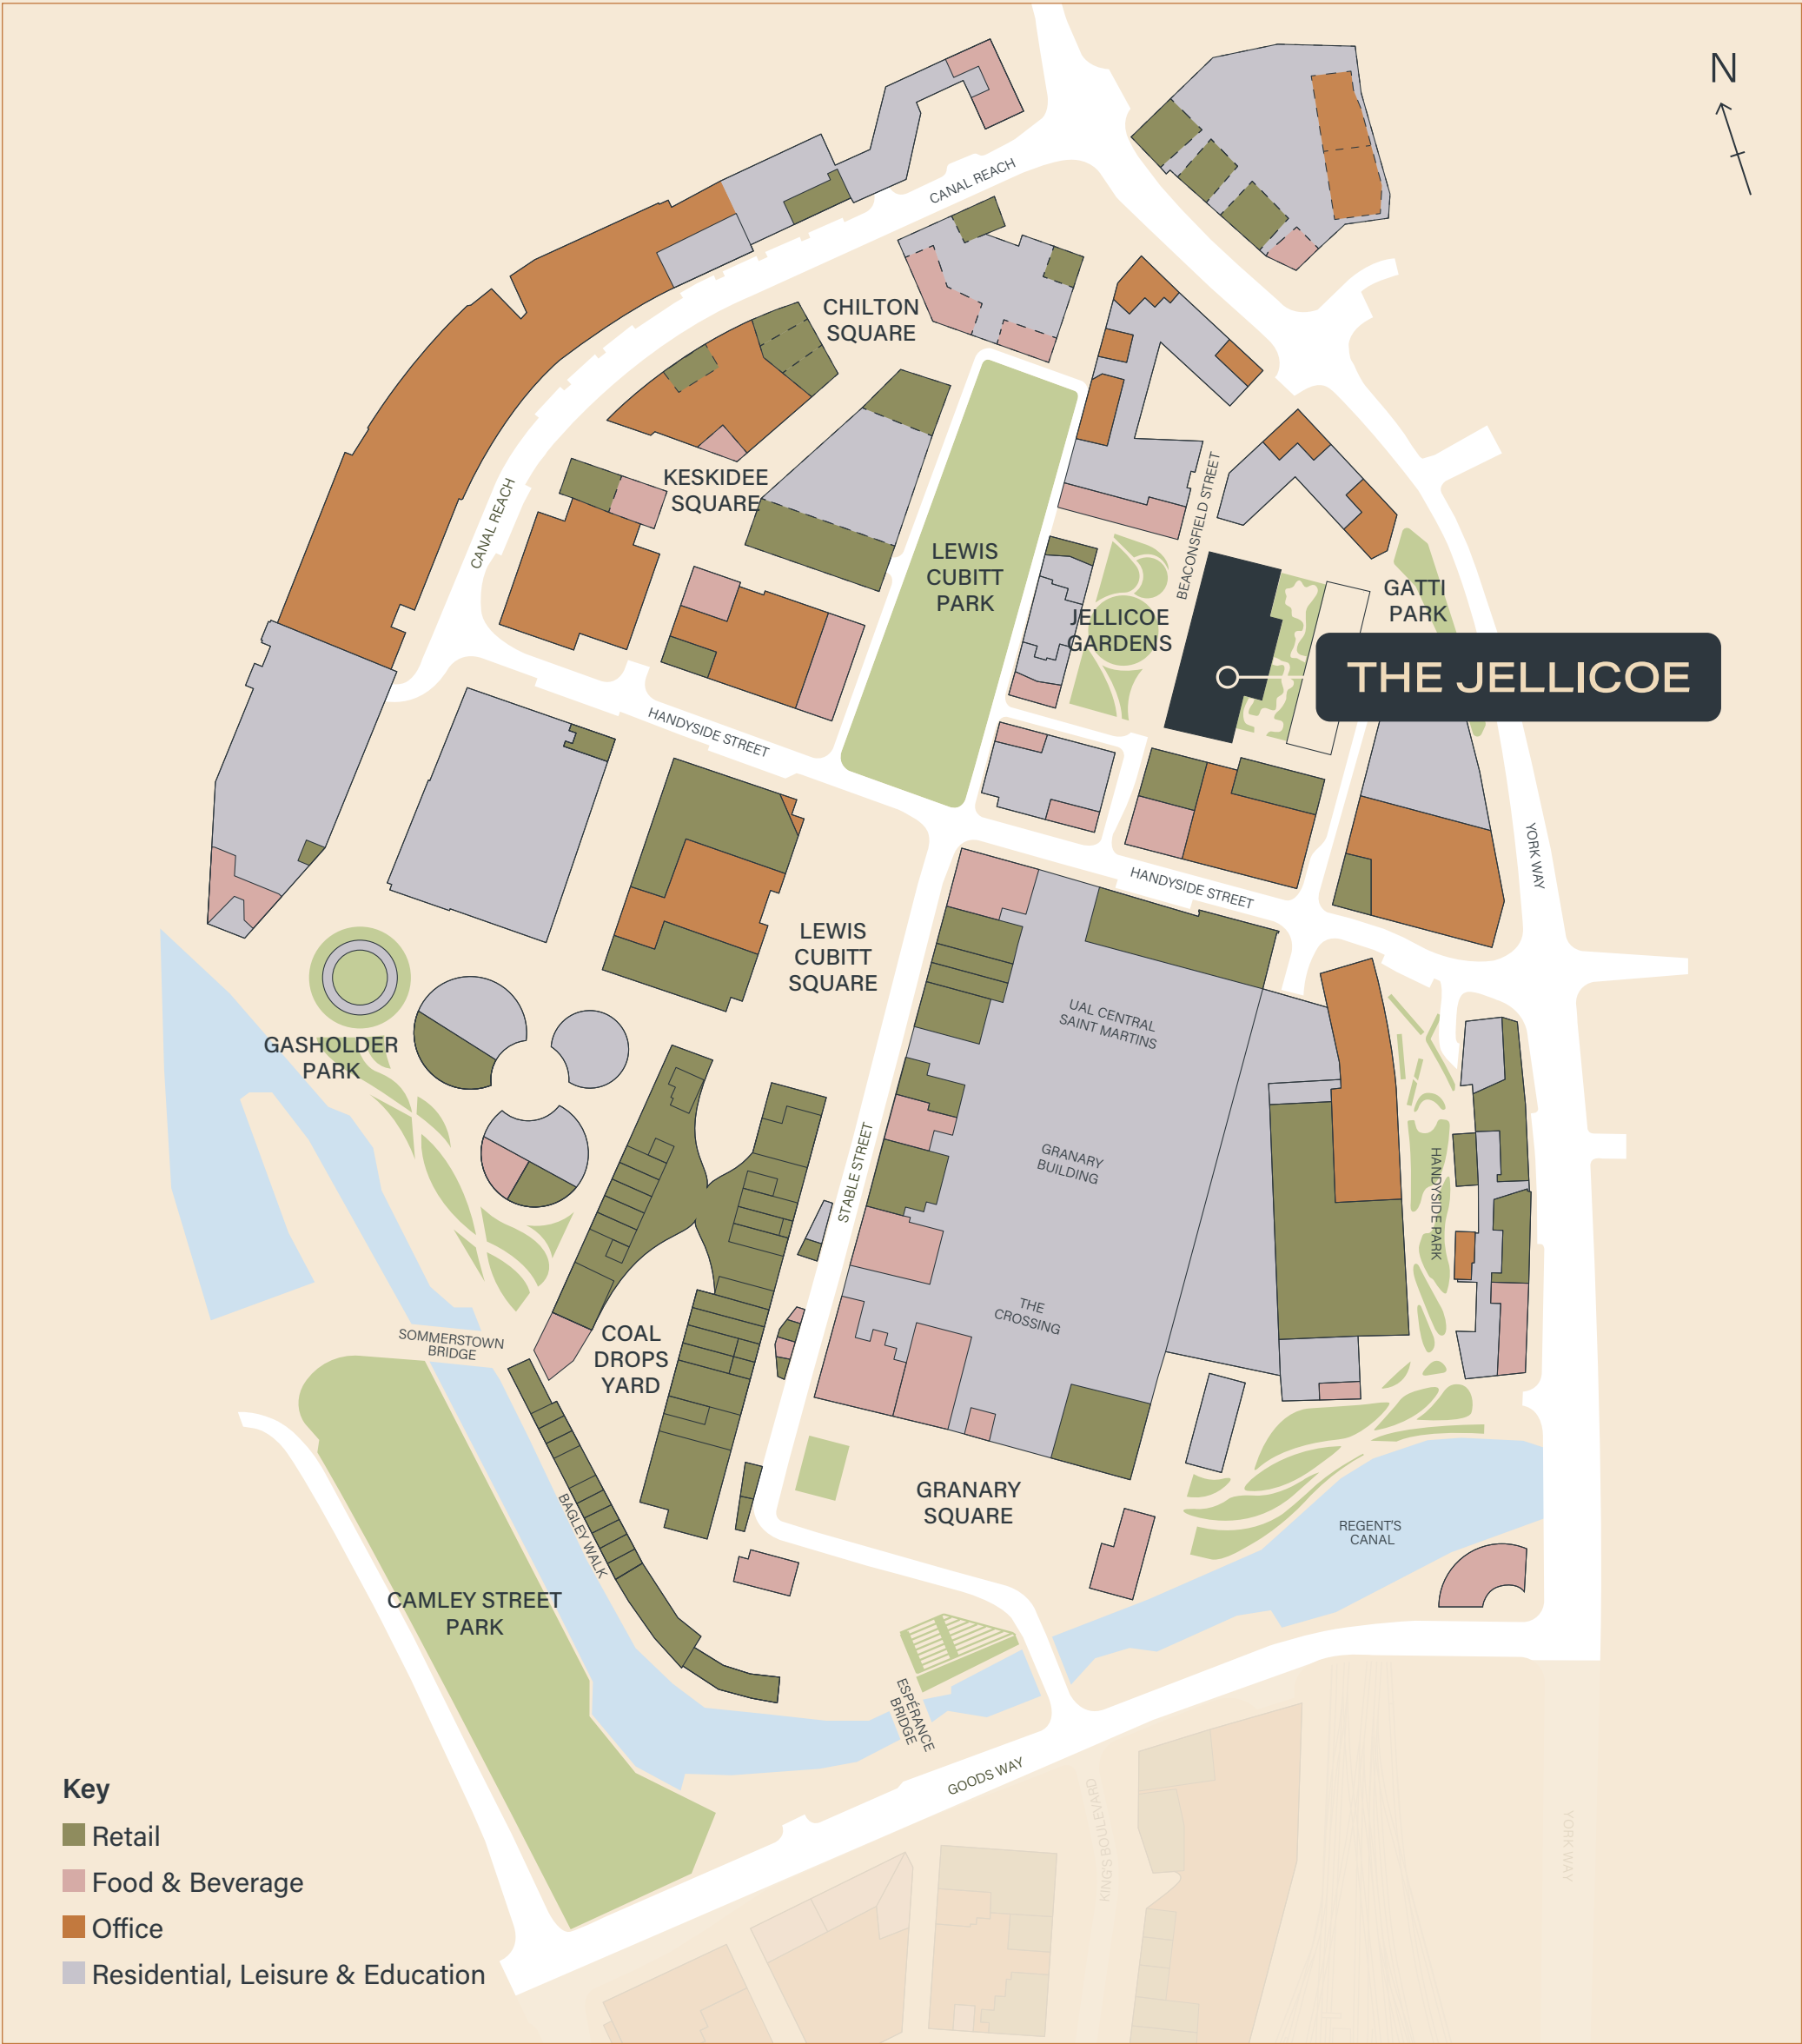 N
CANAL REACH
CHILTON
SQUARE
KESKIDEE
SQUARE
CANAL REACH
BEACONSFIELD STREET
LEWIS
CUBITT
PARK
JELLICOE
GARDENS
GATTI
PARK
THE JELLICOE
HANDYSIDE STREET
HANDYSIDE STREET
YORK WAY
LEWIS
CUBITT
SQUARE
UAL CENTRAL
SAINT MARTINS
GASHOLDER
PARK
STABLE STREET
GRANARY
BUILDING
HANDYSIDE PARK
THE
CROSSING
SOMMERSTOWN
BRIDGE
COAL
DROPS
YARD
BAGLEY WALK
GRANARY
SQUARE
REGENT'S
CANAL
CAMLEY STREET
PARK
ESPÉRANCE
BRIDGE
GOODS WAY
KING'S BOULEVARD
YORK WAY
Key
Retail
Food & Beverage
Office
Residential, Leisure & Education